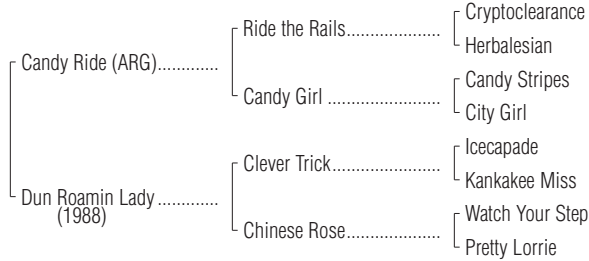 Cryptoclearance
Ride the Rails.....................
Herbalesian
Candy Ride (ARG).............
Candy Stripes
Candy Girl .........................
City Girl
Icecapade
Clever Trick........................
Kankakee Miss
Dun Roamin Lady.............
(1988)
Watch Your Step
Chinese Rose.....................
Pretty Lorrie